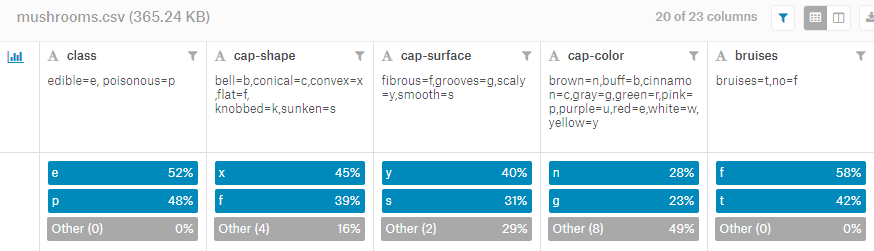 mushrooms.csv (365.24 KB)
20 of 23 columns
A class
A cap-shape
A cap-surface
A cap-color
A bruises
edible=e, poisonous=p
bell=b,conical=c,convex=x
,flat=f,
knobbed=k,sunken=s
fibrous=f,grooves=g,scaly
=y,smooth=s
brown=n,buff=b,cinnamo
n=c,gray=g,green=r,pink=
p,purple=u,red=e,white=w,
yellow=y
bruises=t,no=f
e 52%
x 45%
y 40%
n 28%
f 58%
p 48%
f 39%
s 31%
g 23%
t 42%
Other (0) 0%
Other (4) 16%
Other (2) 29%
Other (8) 49%
Other (0) 0%